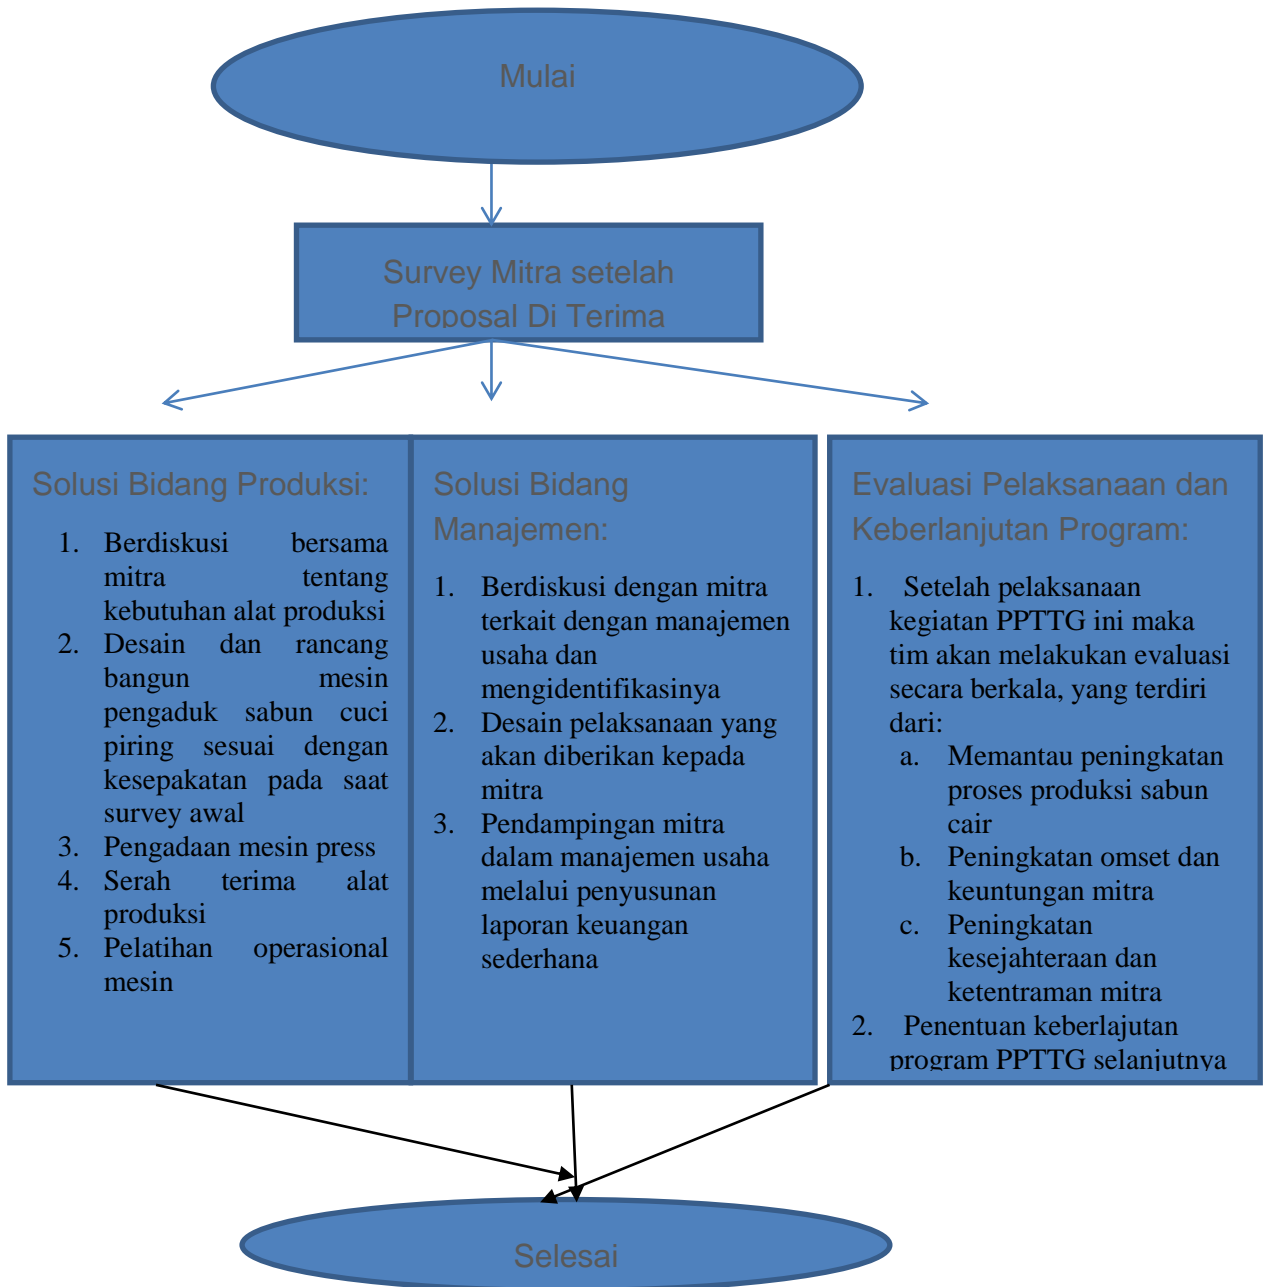 Mulai
Survey Mitra setelah
Proposal Di Terima
Solusi Bidang Produksi:
1. Berdiskusi bersama
mitra tentang
kebutuhan alat produksi
2. Desain dan rancang
bangun mesin
pengaduk sabun cuci
piring sesuai dengan
kesepakatan pada saat
survey awal
3. Pengadaan mesin press
4. Serah terima alat
produksi
5. Pelatihan operasional
mesin
Solusi Bidang
Manajemen:
1. Berdiskusi dengan mitra
terkait dengan manajemen
usaha dan
mengidentifikasinya
2. Desain pelaksanaan yang
akan diberikan kepada
mitra
3. Pendampingan mitra
dalam manajemen usaha
melalui penyusunan
laporan keuangan
sederhana
Evaluasi Pelaksanaan dan
Keberlanjutan Program:
1. Setelah pelaksanaan
kegiatan PPTTG ini maka
tim akan melakukan evaluasi
secara berkala, yang terdiri
dari:
a. Memantau peningkatan
proses produksi sabun
cair
b. Peningkatan omset dan
keuntungan mitra
c. Peningkatan
kesejahteraan dan
ketentraman mitra
2. Penentuan keberlajutan
program PPTTG selanjutnya
Selesai